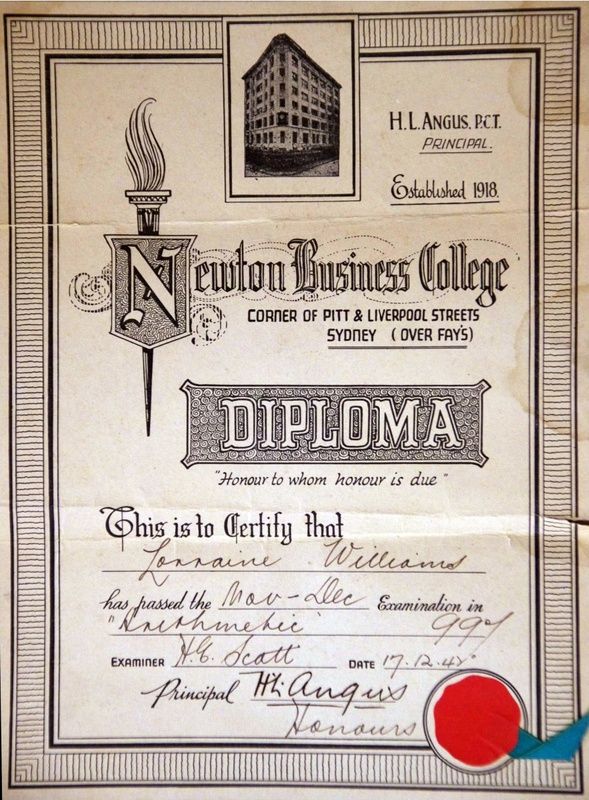 H.L. ANGUS, P.C.T.
PRINCIPAL.
Established 1918.
Newton Business College
CORNER OF PITT & LIVERPOOL STREETS
SYDNEY (OVER FAY'S)
DIPLOMA
"Honour to whom honour is due"
This is to Certify that
Lorraine Williams
has passed the Nov-Dec Examination in
"Arithmetic" 99%
EXAMINER H.E. Scott DATE 17.12.
Principal H.L. Angus
Honours